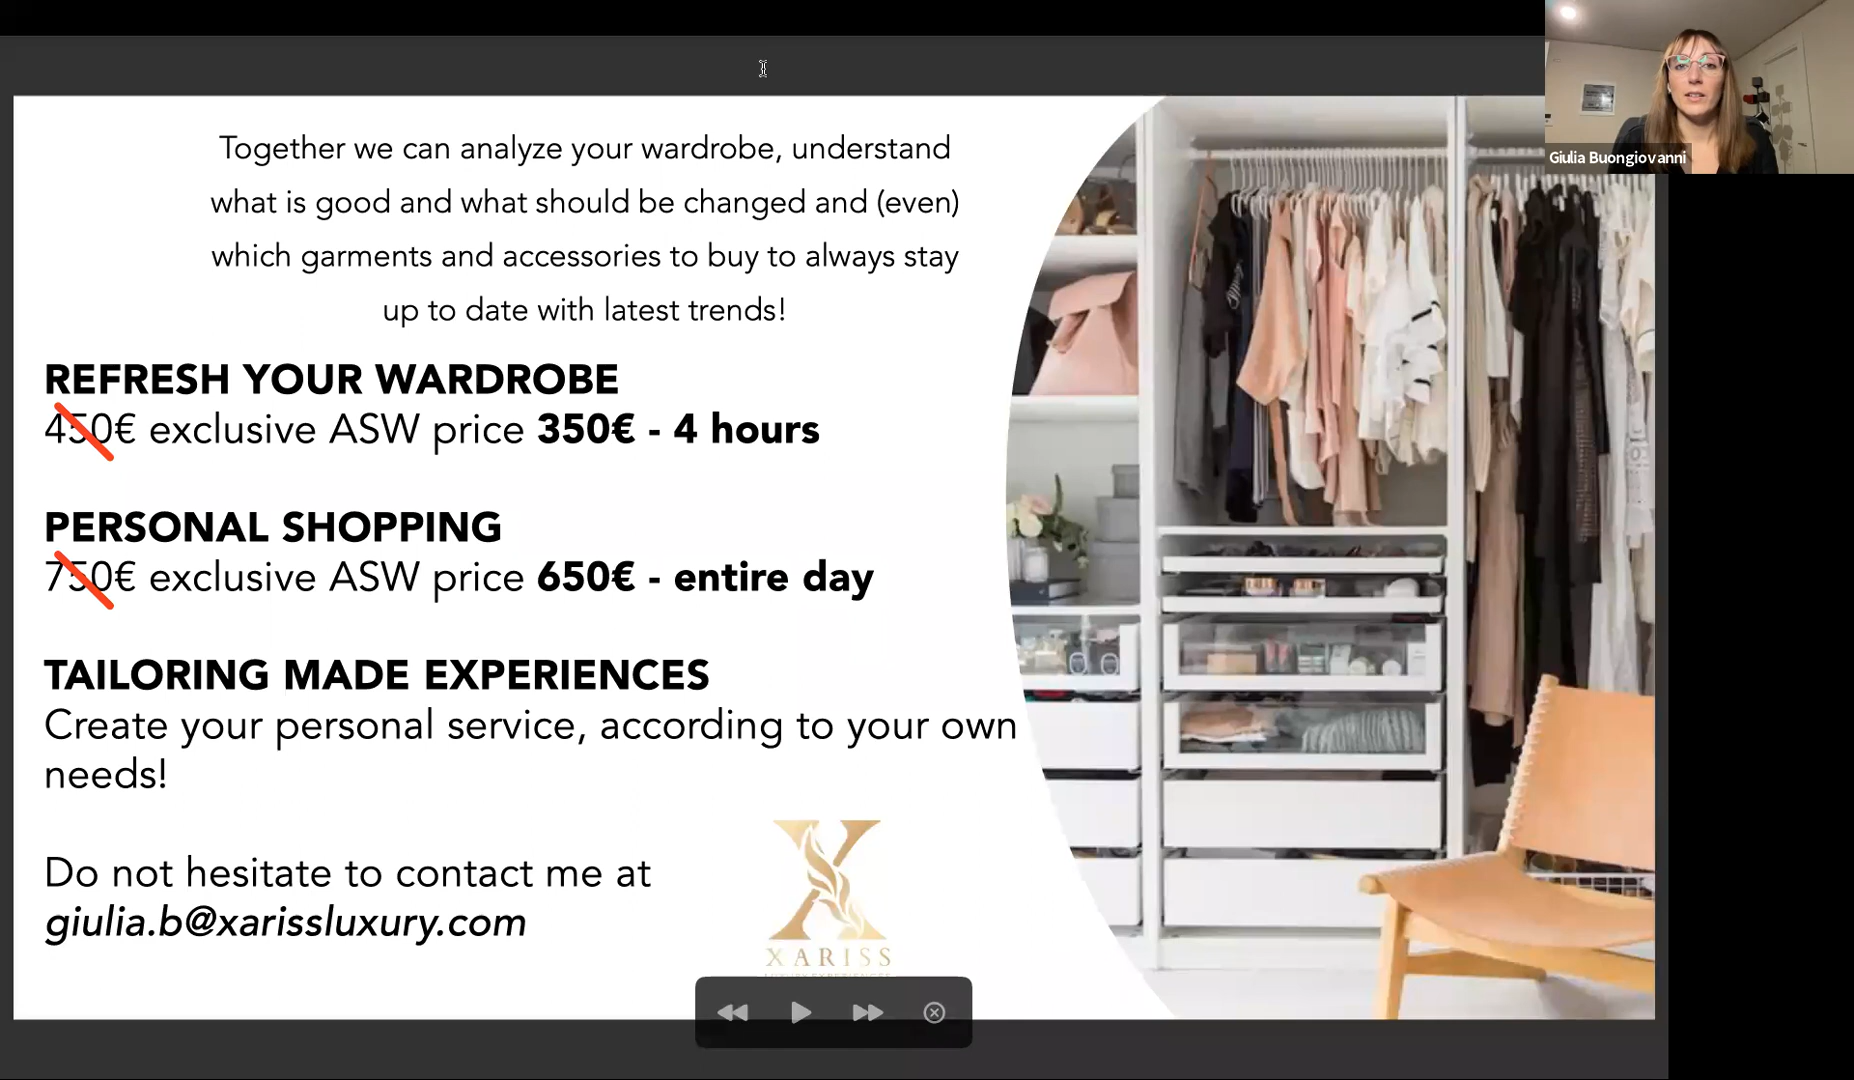 Together we can analyze your wardrobe, understand
what is good and what should be changed and (even)
which garments and accessories to buy to always stay
up to date with latest trends!
REFRESH YOUR WARDROBE
450€ exclusive ASW price 350€ - 4 hours
PERSONAL SHOPPING
750€ exclusive ASW price 650€ - entire day
TAILORING MADE EXPERIENCES
Create your personal service, according to your own
needs!
Do not hesitate to contact me at
giulia.b@xarissluxury.com
XARISS
Giulia Buongiovanni